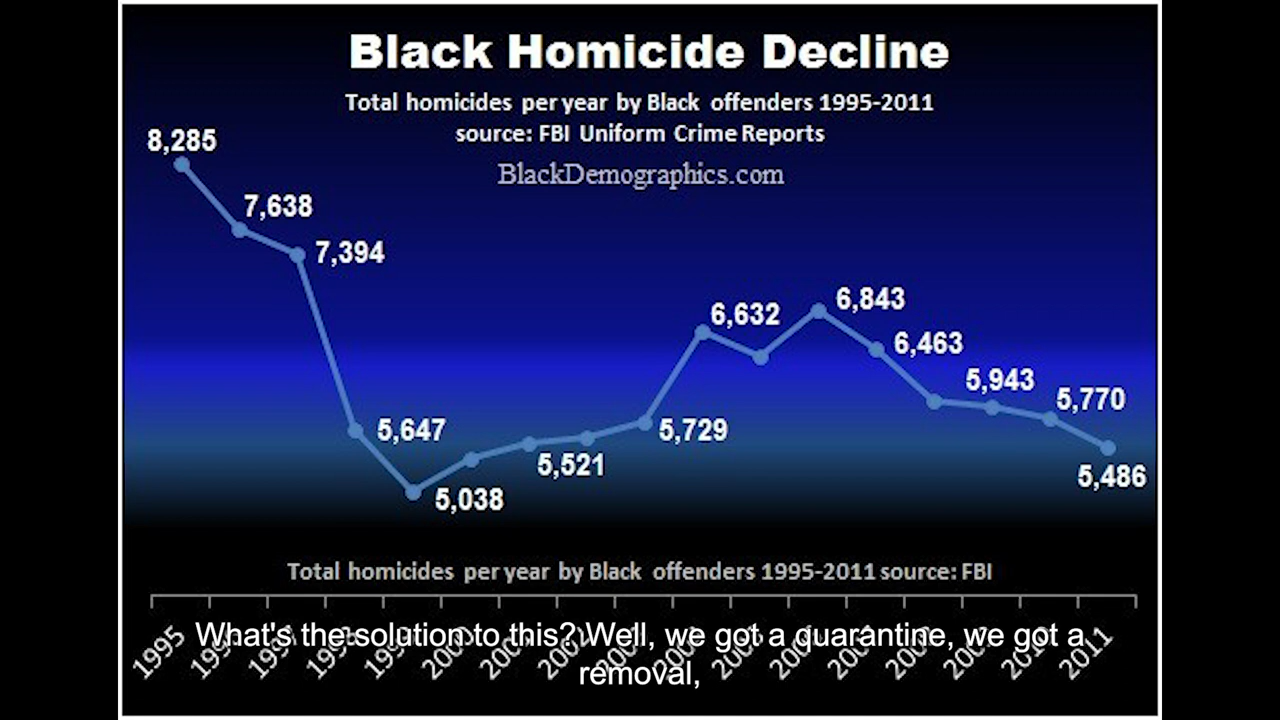 Black Homicide Decline
Total homicides per year by Black offenders 1995-2011
source: FBI Uniform Crime Reports
BlackDemographics.com
8,285
7,638
7,394
5,647
5,038
5,521
5,729
6,632
6,843
6,463
5,943
5,770
5,486
Total homicides per year by Black offenders 1995-2011 source: FBI
1995
2011
What's the solution to this? Well, we got a quarantine, we got a
removal,